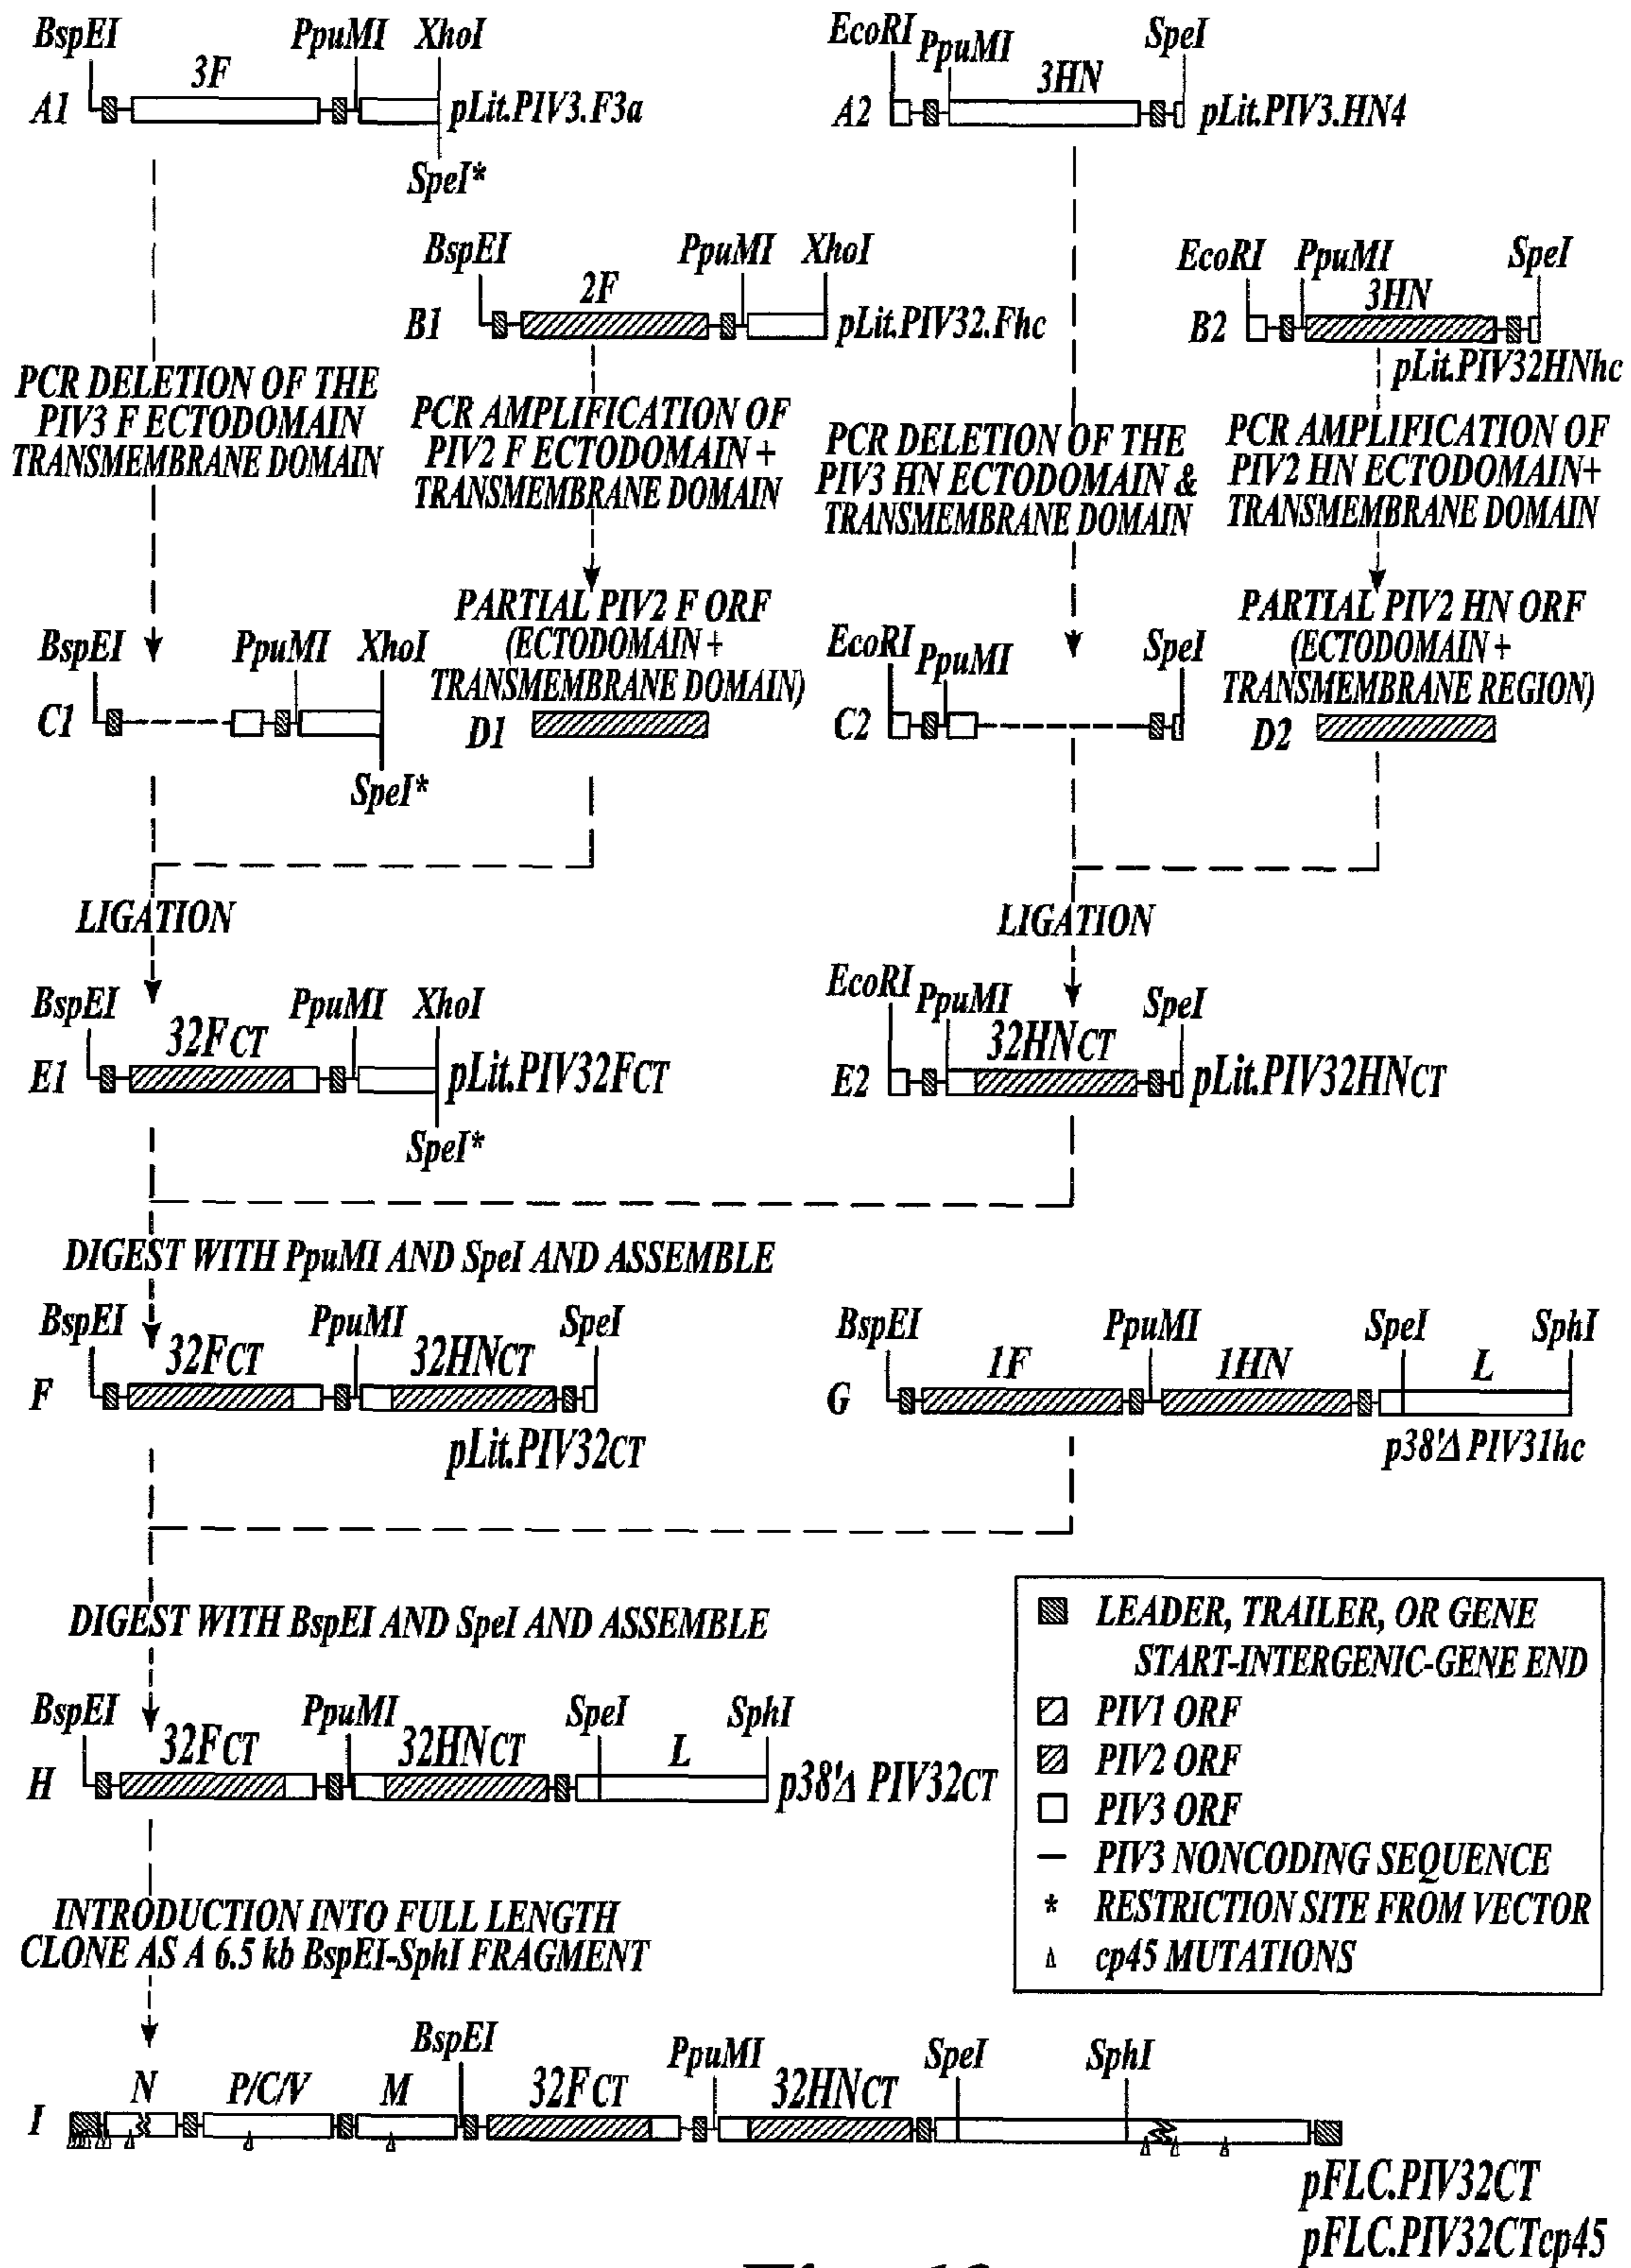 BspEI PpuMI XhoI
3F
A1 pLit.PIV3.F3a
SpeI*
EcoRI PpuMI SpeI
3HN
A2 pLit.PIV3.HN4
BspEI PpuMI XhoI
2F
B1 pLit.PIV32.Fhc
EcoRI PpuMI SpeI
3HN
B2
pLit.PIV32HNhc
PCR DELETION OF THE
PIV3 F ECTODOMAIN
TRANSMEMBRANE DOMAIN
PCR AMPLIFICATION OF
PIV2 F ECTODOMAIN +
TRANSMEMBRANE DOMAIN
PCR DELETION OF THE
PIV3 HN ECTODOMAIN &
TRANSMEMBRANE DOMAIN
PCR AMPLIFICATION OF
PIV2 HN ECTODOMAIN+
TRANSMEMBRANE DOMAIN
BspEI PpuMI XhoI
C1
SpeI*
PARTIAL PIV2 F ORF
(ECTODOMAIN +
TRANSMEMBRANE DOMAIN)
D1
EcoRI PpuMI SpeI
C2
PARTIAL PIV2 HN ORF
(ECTODOMAIN +
TRANSMEMBRANE REGION)
D2
LIGATION
LIGATION
BspEI PpuMI XhoI
32FCT
E1 pLit.PIV32FCT
SpeI*
EcoRI PpuMI SpeI
32HNCT
E2 pLit.PIV32HNCT
DIGEST WITH PpuMI AND SpeI AND ASSEMBLE
BspEI PpuMI SpeI
32FCT 32HNCT
F
pLit.PIV32CT
BspEI PpuMI SpeI SphI
1F 1HN L
G
p38'Δ PIV31hc
DIGEST WITH BspEI AND SpeI AND ASSEMBLE
BspEI PpuMI SpeI SphI
32FCT 32HNCT L
H p38'Δ PIV32CT
LEADER, TRAILER, OR GENE
START-INTERGENIC-GENE END
PIV1 ORF
PIV2 ORF
PIV3 ORF
PIV3 NONCODING SEQUENCE
* RESTRICTION SITE FROM VECTOR
cp45 MUTATIONS
INTRODUCTION INTO FULL LENGTH
CLONE AS A 6.5 kb BspEI-SphI FRAGMENT
BspEI PpuMI SpeI SphI
N P/C/V M 32FCT 32HNCT
I
pFLC.PIV32CT
pFLC.PIV32CTcp45